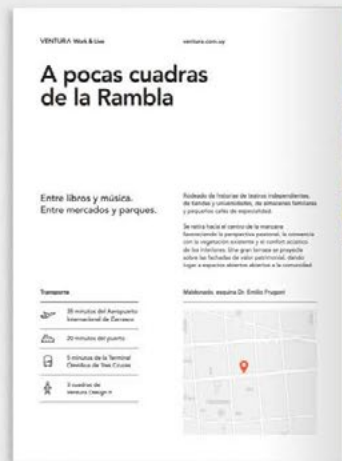 VENTURA Work & Live
ventura.com.uy
A pocas cuadras
de la Rambla
Entre libros y música.
Entre mercados y parques.
Rodeado de historias de teatros independientes,
de tiendas y universidades, de almacenes familiares
y pequeños cafés de especialidad.
Se retira hacia el centro de la manzana
favoreciendo la perspectiva peatonal, la convivencia
con la vegetación existente y el confort acústico
de los interiores. Una gran terraza se proyecta
sobre las fachadas de valor patrimonial, dando
lugar a espacios abiertos abiertos a la comunidad.
Transporte
minutos del Aeropuerto
Internacional de Carrasco
20 minutos del puerto
5 minutos de la Terminal
Ómnibus de Tres Cruces
3 cuadras de
Ventura Design
Maldonado, esquina Dr. Emilio Frugoni